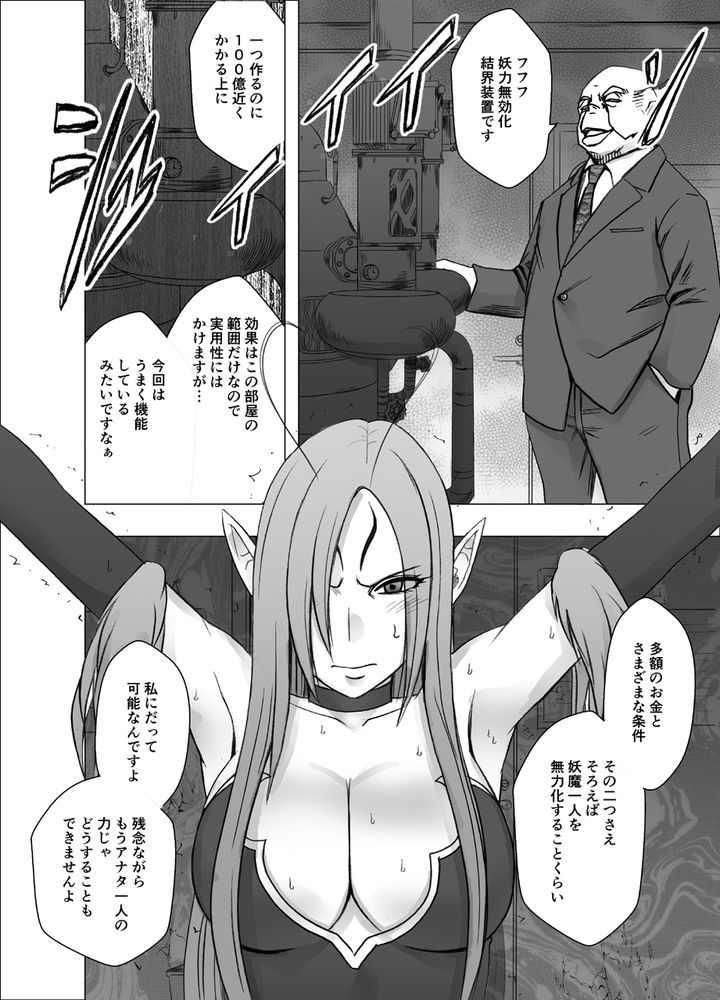 フフフ
妖力無効化
結界装置です
一つ作るのに
100億近く
かかる上に
効果はこの部屋の
範囲だけなので
実用性には
かけますが…
今回は
うまく機能
している
みたいですなぁ
多額のお金と
さまざまな条件
その二つさえ
そろえば
妖魔一人を
無力化することくらい
私にだって
可能なんですよ
残念ながら
もうアナタ一人の
力じゃ
どうすることも
できませんよ